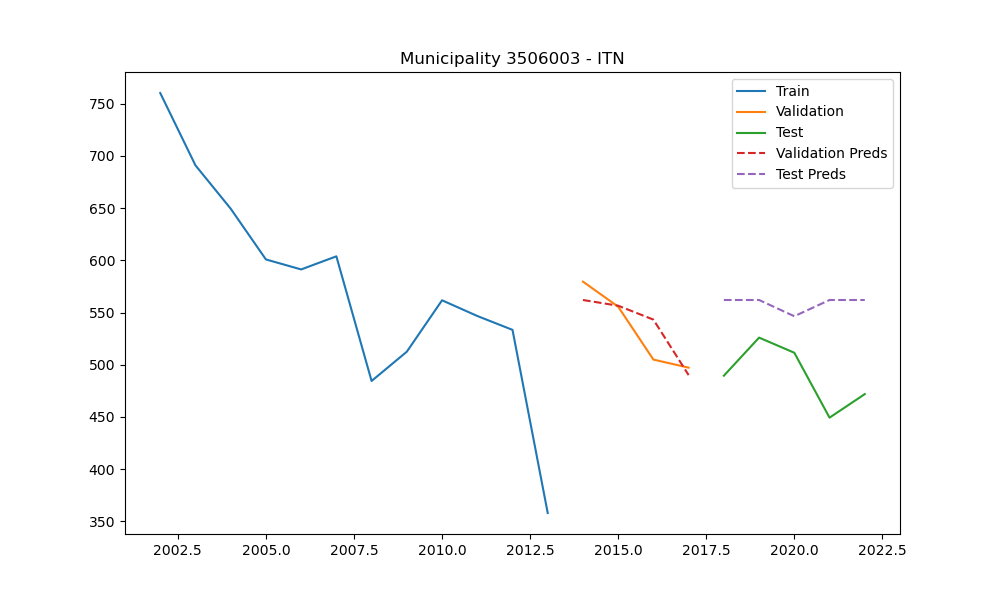 Municipality 3506003 - ITN
Train
Validation
Test
Validation Preds
Test Preds
750
700
650
600
550
500
450
400
350
2002.5 2005.0 2007.5 2010.0 2012.5 2015.0 2017.5 2020.0 2022.5